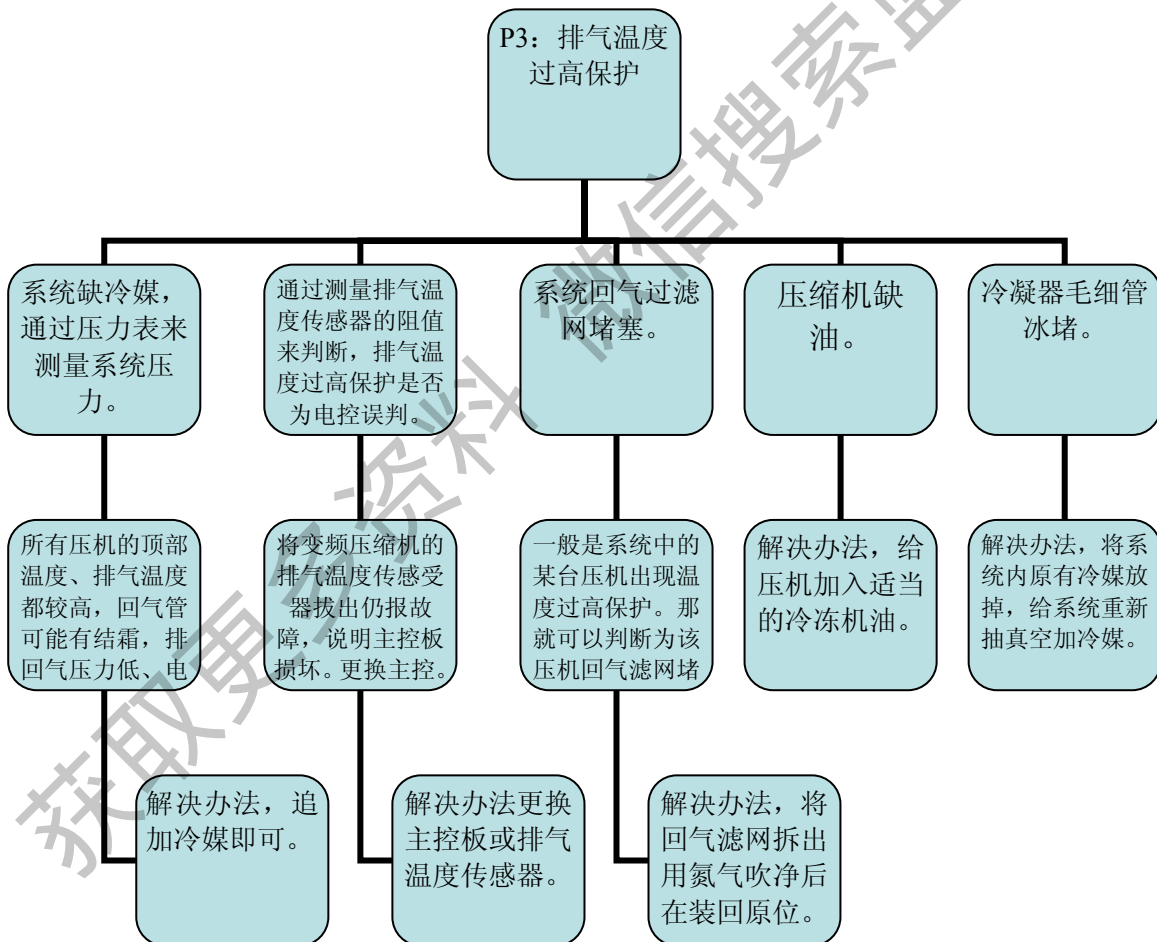 P3：排气温度
过高保护
系统缺冷媒，
通过压力表来
测量系统压
力。
通过测量排气温
度传感器的阻值
来判断，排气温
度过高保护是否
为电控误判。
系统回气过滤
网堵塞。
压缩机缺
油。
冷凝器毛细管
冰堵。
所有压机的顶部
温度、排气温度
都较高，回气管
可能有结霜，排
回气压力低、电
将变频压缩机的
排气温度传感受
器拔出仍报故
障，说明主控板
损坏。更换主控。
一般是系统中的
某台压机出现温
度过高保护。那
就可以判断为该
压机回气滤网堵
解决办法，给
压机加入适当
的冷冻机油。
解决办法，将系
统内原有冷媒放
掉，给系统重新
抽真空加冷媒。
解决办法，追
加冷媒即可。
解决办法更换
主控板或排气
温度传感器。
解决办法，将
回气滤网拆出
用氮气吹净后
在装回原位。
获取更多资料 微信搜索